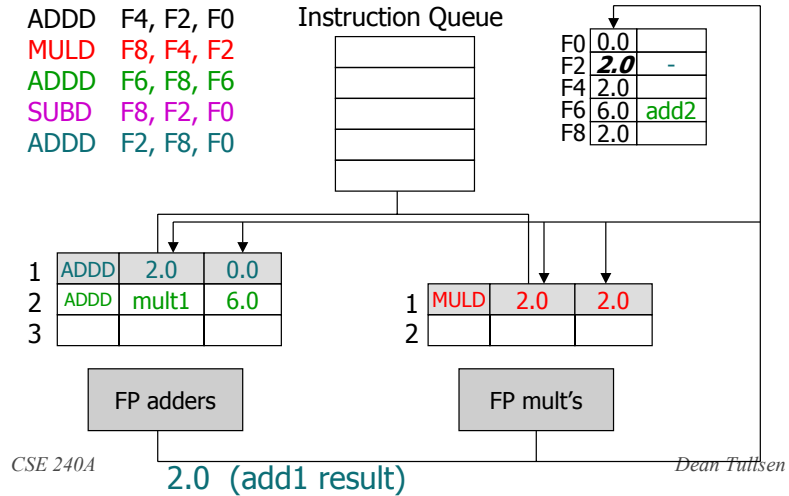 ADDD F4, F2, F0
MULD F8, F4, F2
ADDD F6, F8, F6
SUBD F8, F2, F0
ADDD F2, F8, F0
Instruction Queue
F0 0.0
F2 2.0 -
F4 2.0
F6 6.0 add2
F8 2.0
1 ADDD 2.0 0.0
2 ADDD mult1 6.0
3
1 MULD 2.0 2.0
2
FP adders
FP mult's
CSE 240A
2.0 (add1 result)
Dean Tullsen